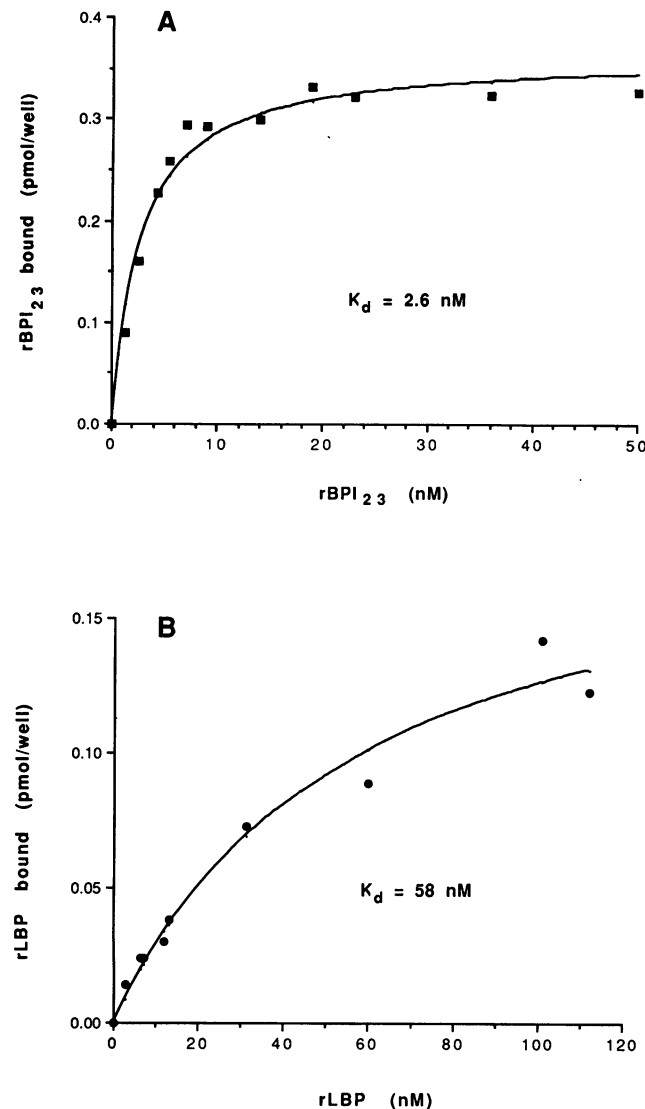 A
0.4
0.3
0.2
0.1
0.0
rBPI₂₃ bound (pmol/well)
K_d = 2.6 nM
0 10 20 30 40 50
rBPI₂₃ (nM)
B
0.15
0.10
0.05
0.00
rLBP bound (pmol/well)
K_d = 58 nM
0 20 40 60 80 100 120
rLBP (nM)